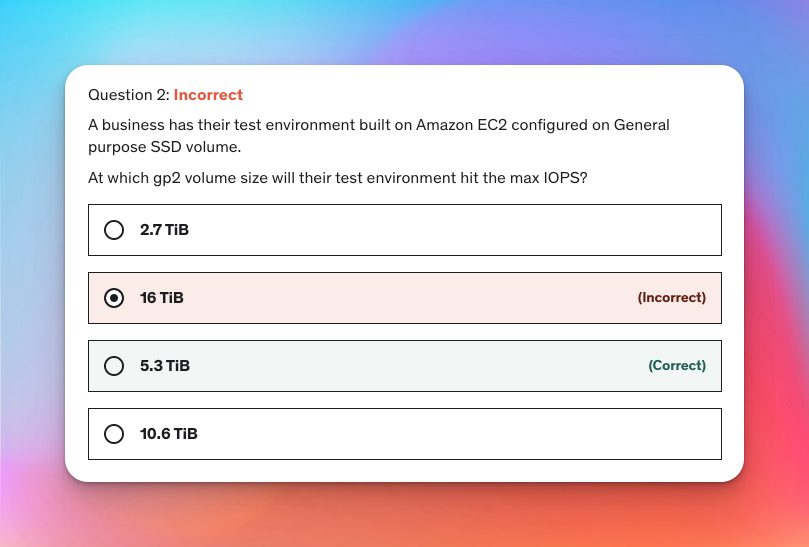 Question 2: Incorrect
A business has their test environment built on Amazon EC2 configured on General
purpose SSD volume.
At which gp2 volume size will their test environment hit the max IOPS?
2.7 TiB
16 TiB (Incorrect)
5.3 TiB (Correct)
10.6 TiB